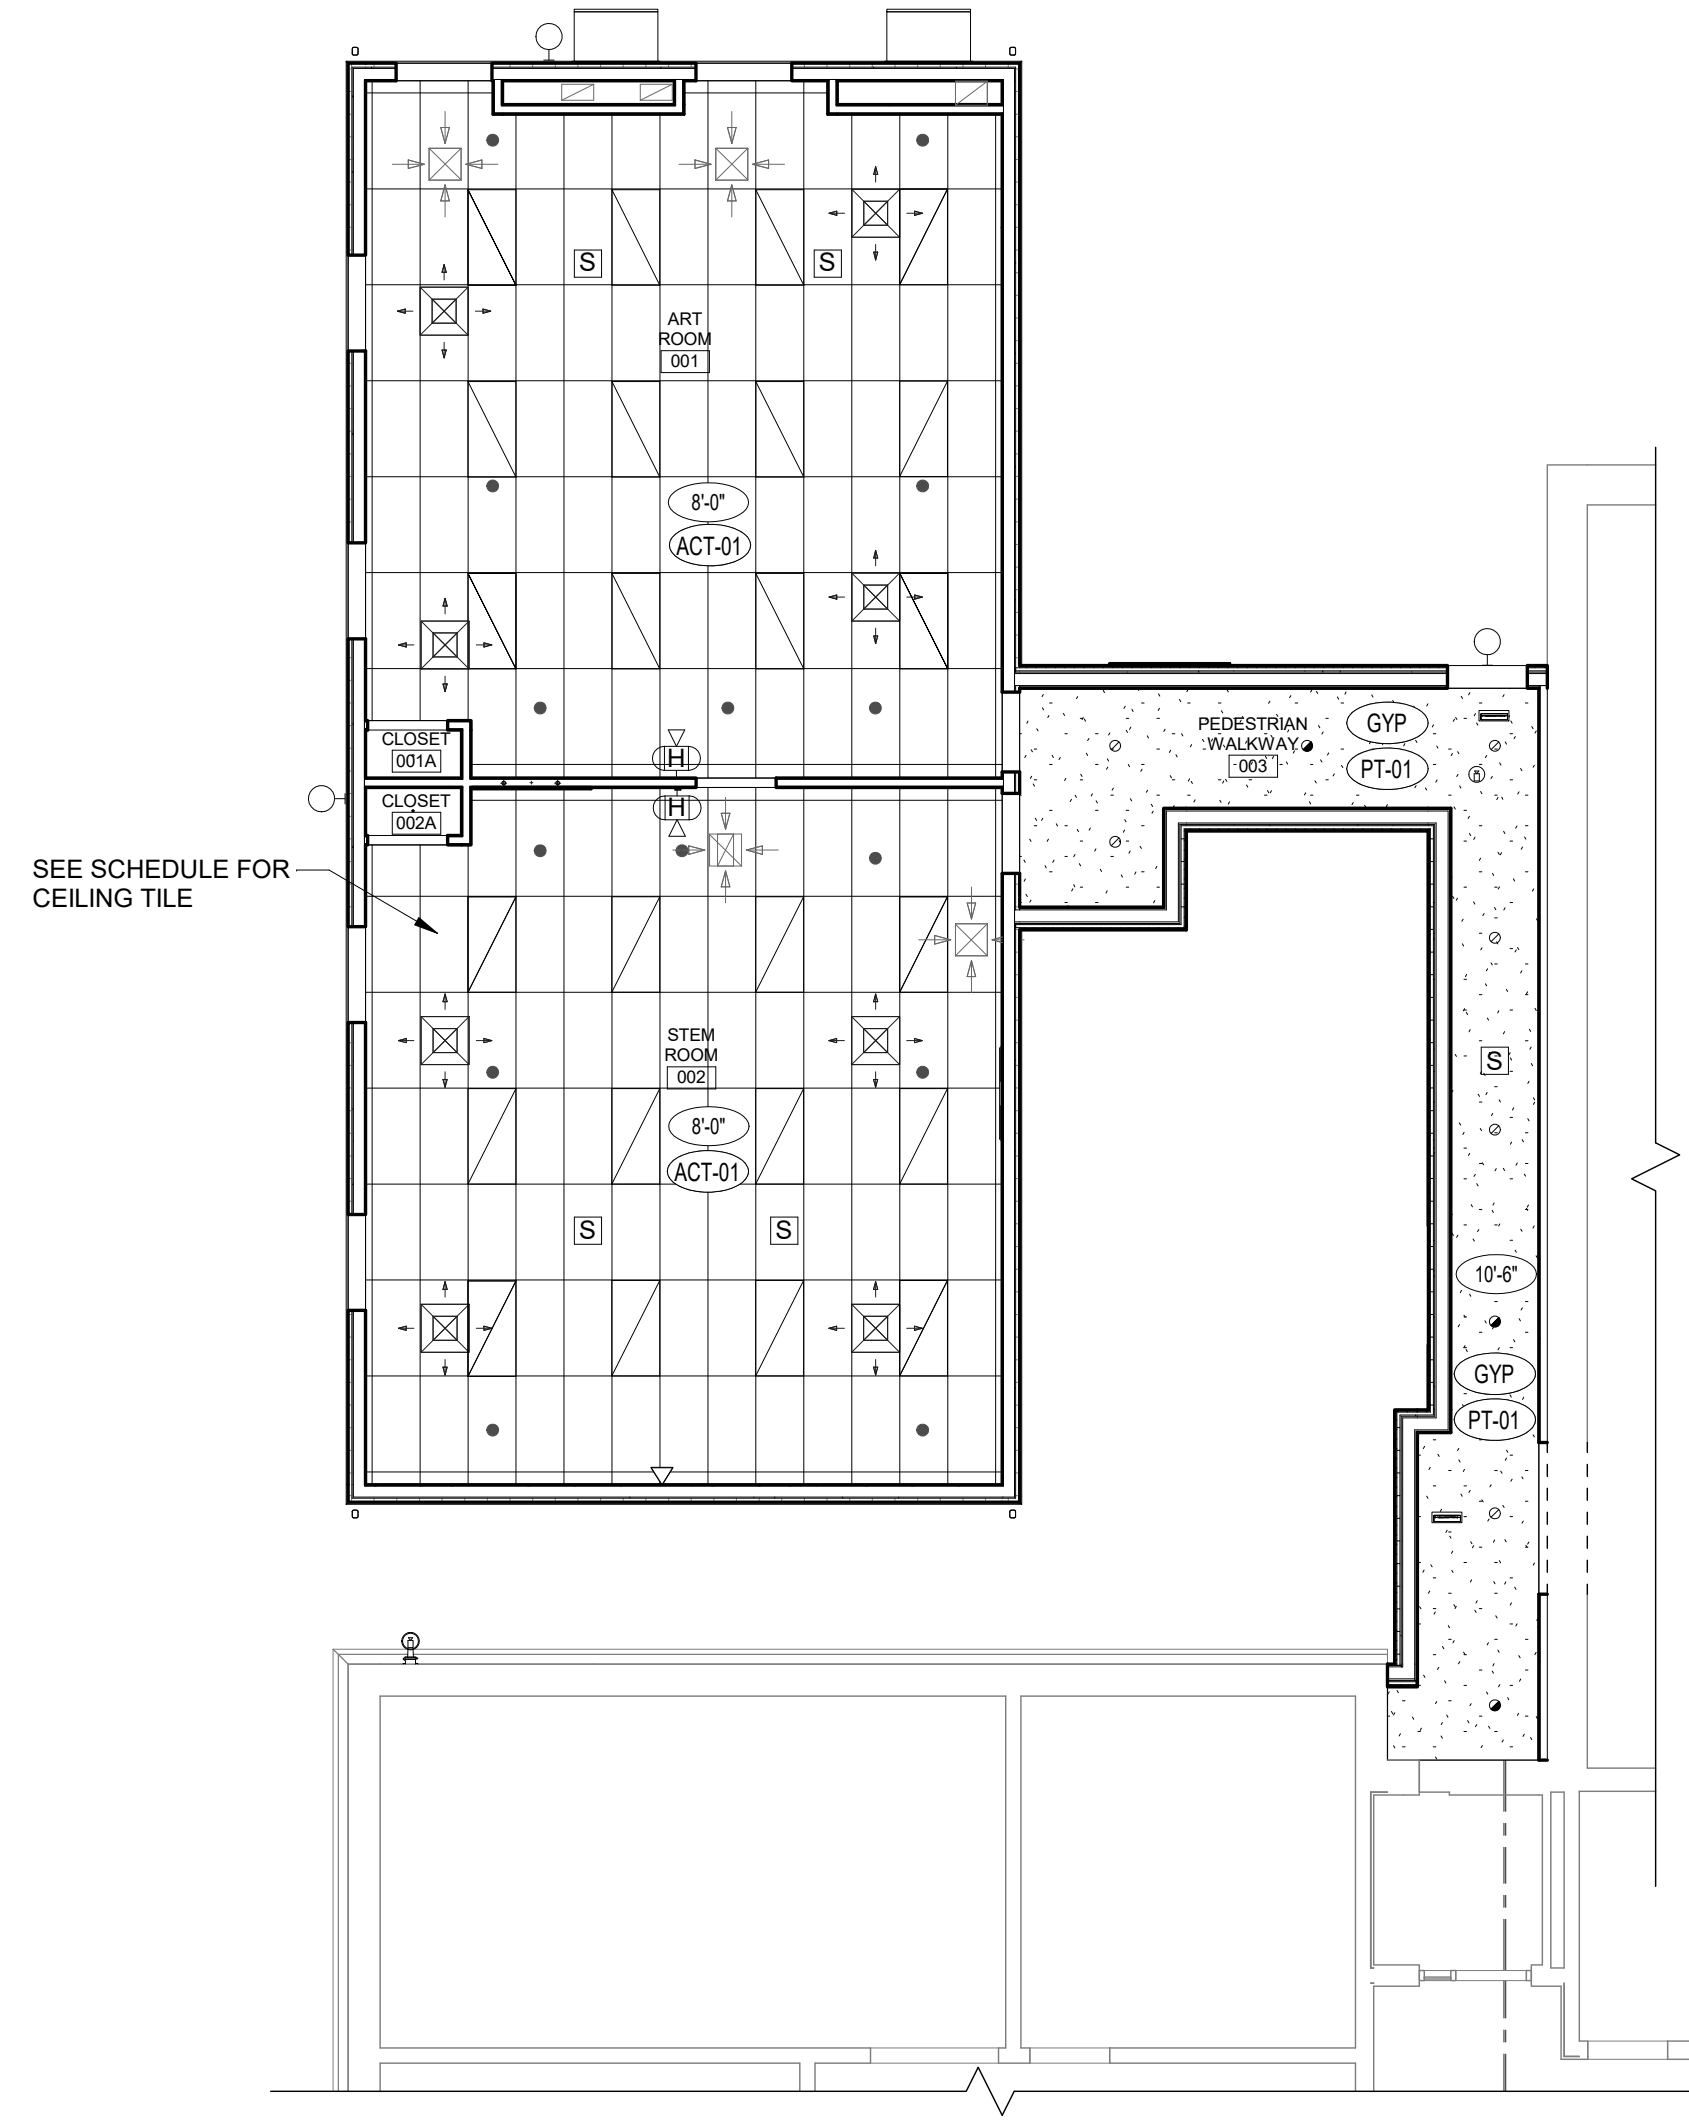 S
S
ART
ROOM
001
8'-0"
ACT-01
CLOSET
001A
H
PEDESTRIAN
WALKWAY
003
GYP
PT-01
CLOSET
002A
H
SEE SCHEDULE FOR
CEILING TILE
STEM
ROOM
002
8'-0"
ACT-01
S
S
S
10'-6"
GYP
PT-01